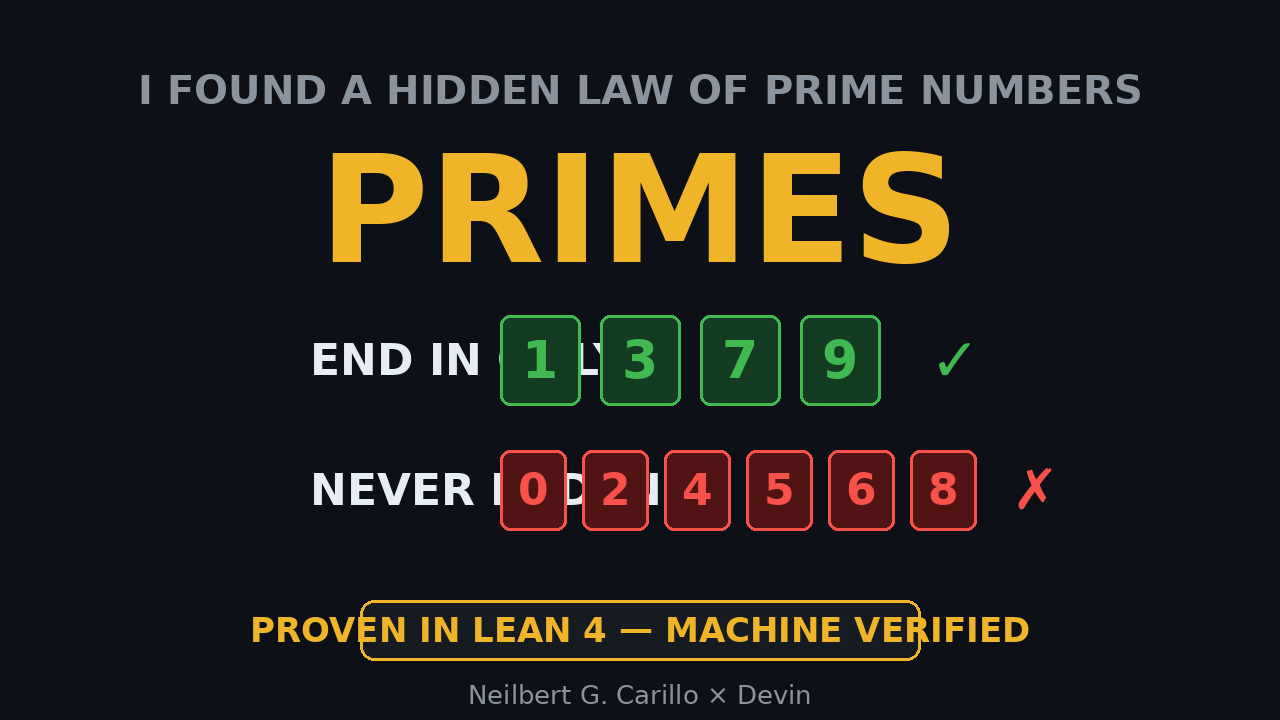 I FOUND A HIDDEN LAW OF PRIME NUMBERS
PRIMES
END IN 1 3 7 9 ✓
NEVER 0 2 4 5 6 8 ✗
PROVEN IN LEAN 4 — MACHINE VERIFIED
Neilbert G. Carillo × Devin